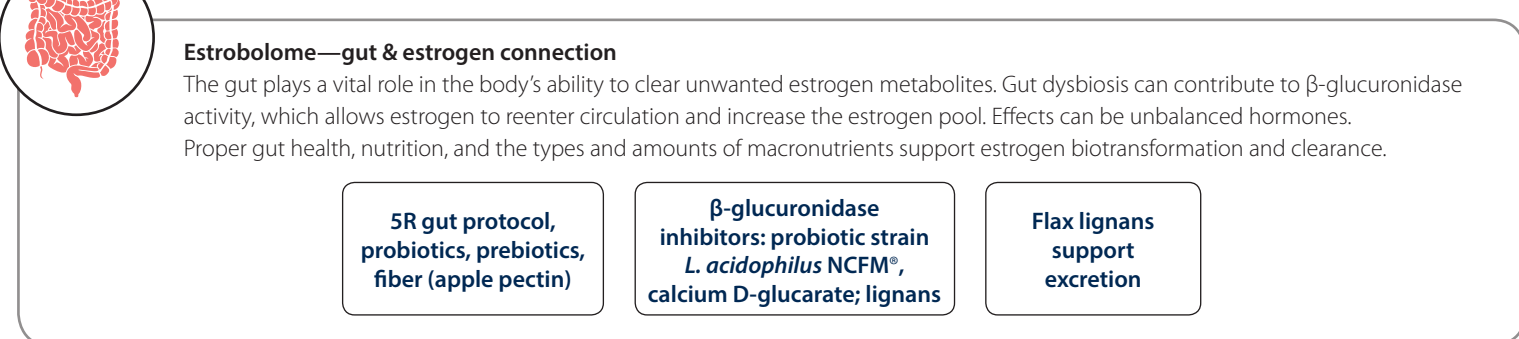 Estrobolome—gut & estrogen connection
The gut plays a vital role in the body's ability to clear unwanted estrogen metabolites. Gut dysbiosis can contribute to β-glucuronidase
activity, which allows estrogen to reenter circulation and increase the estrogen pool. Effects can be unbalanced hormones.
Proper gut health, nutrition, and the types and amounts of macronutrients support estrogen biotransformation and clearance.
5R gut protocol,
probiotics, prebiotics,
fiber (apple pectin)
β-glucuronidase
inhibitors: probiotic strain
L. acidophilus NCFM®,
calcium D-glucarate; lignans
Flax lignans
support
excretion